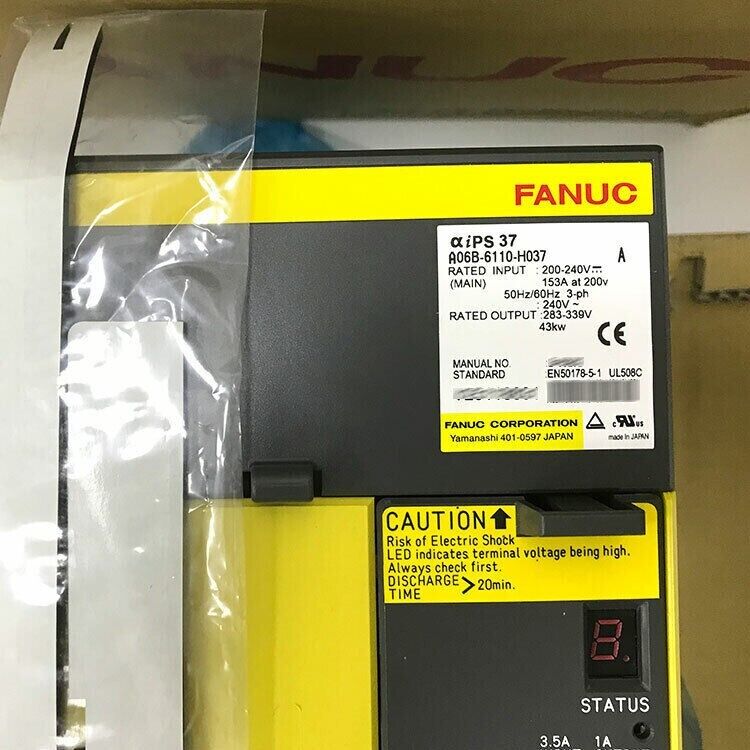 FANUC
αiPS 37
A06B-6110-H037 A
RATED INPUT : 200-240V
(MAIN) 153A at 200v
50Hz/60Hz 3-ph
: 240V ~
RATED OUTPUT : 283-339V
43kw
CE
MANUAL NO.
STANDARD EN50178-5-1 UL508C
FANUC CORPORATION
Yamanashi 401-0597 JAPAN
c us
made in JAPAN
CAUTION
Risk of Electric Shock
LED indicates terminal voltage being high.
Always check first.
DISCHARGE
TIME > 20min.
8.
STATUS
3.5A 1A